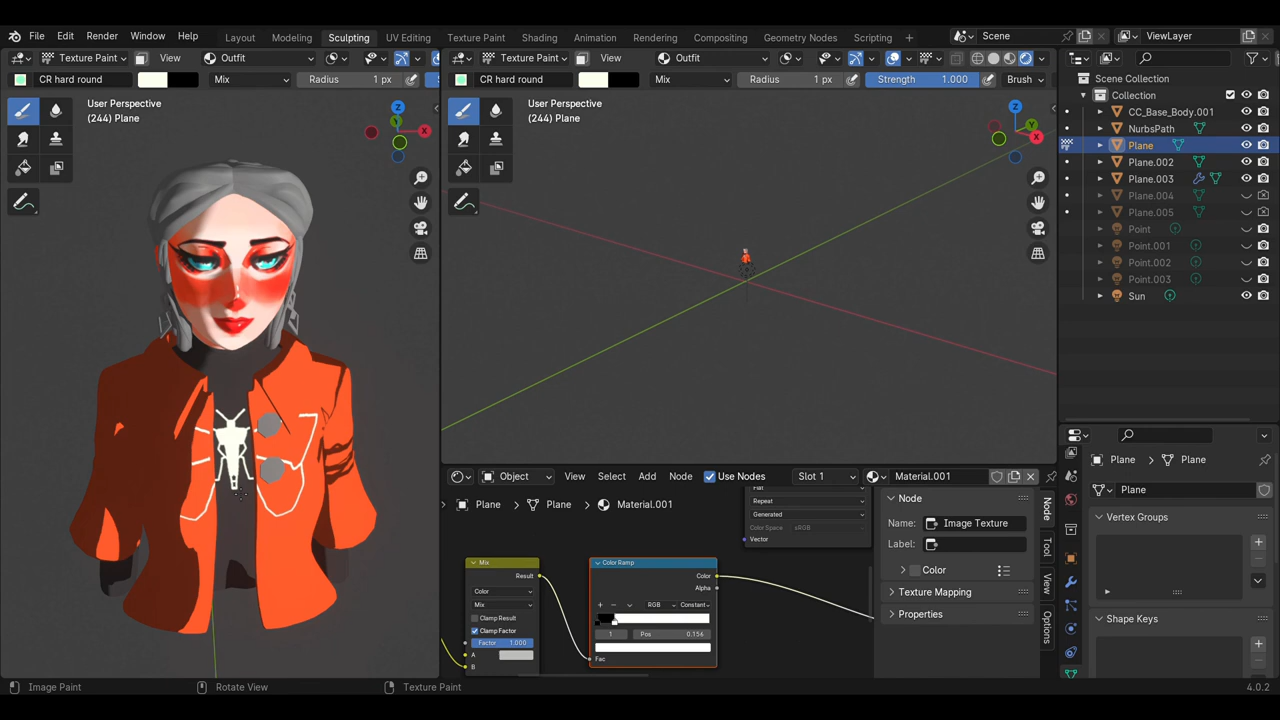 File Edit Render Window Help Layout Modeling Sculpting UV Editing Texture Paint Shading Animation Rendering Compositing Geometry Nodes Scripting Scene ViewLayer
Texture Paint View Outfit
CR hard round Mix Radius 1 px
User Perspective
(244) Plane
X
Y
Z
Texture Paint View Outfit
CR hard round Mix Radius 1 px Strength 1.000 Brush
User Perspective
(244) Plane
X
Y
Z
Scene Collection
Collection
CC_Base_Body.001
NurbsPath
Plane
Plane.002
Plane.003
Plane.004
Plane.005
Point
Point.001
Point.002
Point.003
Sun
Object View Select Add Node Use Nodes Slot 1 Material.001
Plane Plane Material.001
Flat
Repeat
Generated
Color Space sRGB
Vector
Mix
Result
Color
Mix
Clamp Result
Clamp Factor
Factor 1.000
A
B
Color Ramp
Color
Alpha
RGB Constant
1 Pos 0.156
Fac
Node
Name: Image Texture
Label:
Color
Texture Mapping
Properties
Node
Tool
View
Options
Plane Plane
Plane
Vertex Groups
Shape Keys
Image Paint Rotate View Texture Paint 4.0.2